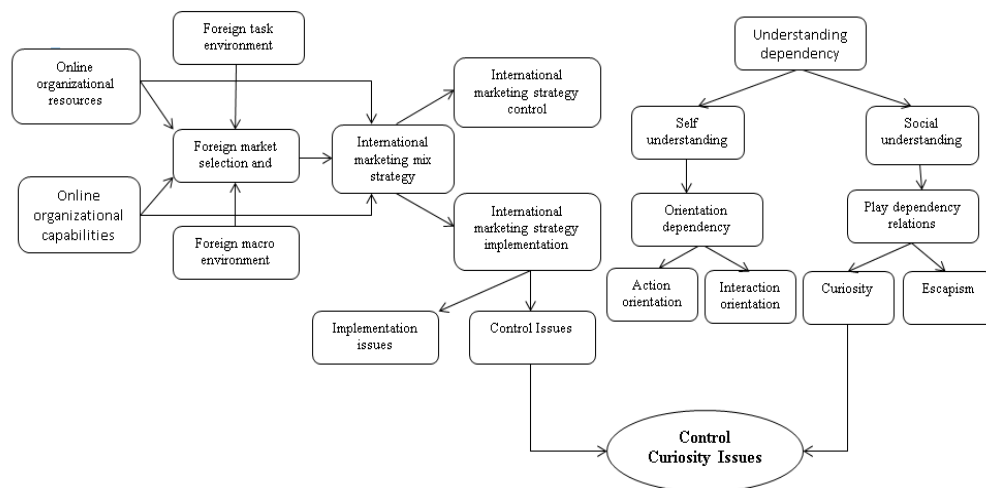 Foreign task
environment
Understanding
dependency
Online
organizational
resources
International
marketing strategy
control
Self
understanding
Social
understanding
Foreign market
selection and
International
marketing mix
strategy
Online
organizational
capabilities
International
marketing strategy
implementation
Orientation
dependency
Play dependency
relations
Foreign macro
environment
Action
orientation
Interaction
orientation
Curiosity
Escapism
Implementation
issues
Control Issues
Control
Curiosity Issues